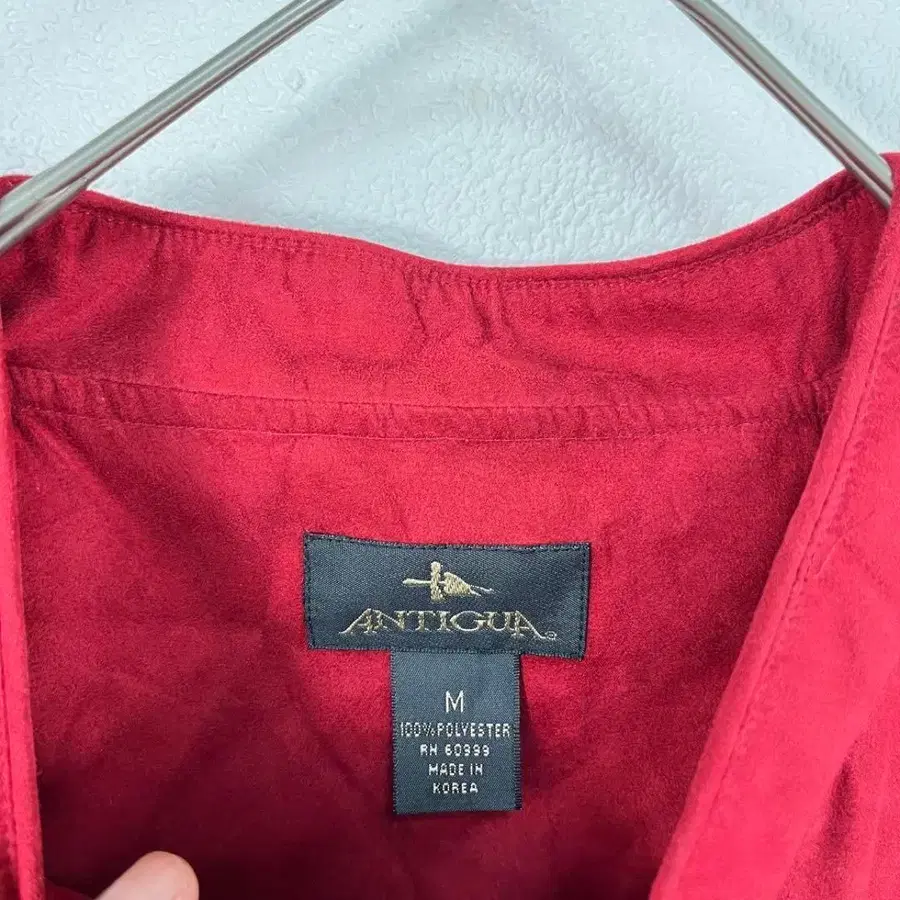 ANTIGUA®
M
100% POLYESTER
RN 60999
MADE IN
KOREA